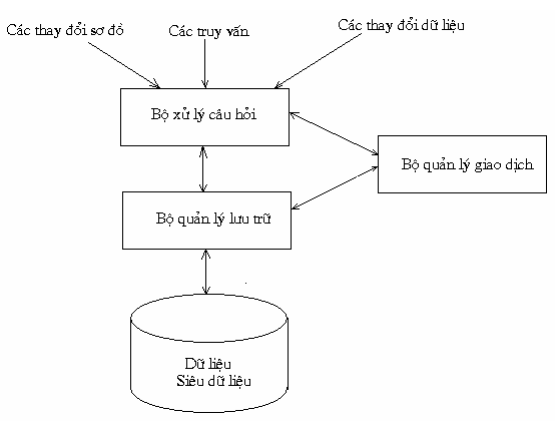 Các thay đổi sơ đồ
Các truy vấn
Các thay đổi dữ liệu
Bộ xử lý câu hỏi
Bộ quản lý giao dịch
Bộ quản lý lưu trữ
Dữ liệu
Siêu dữ liệu